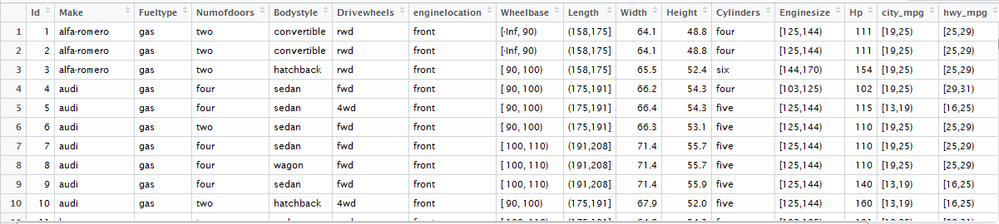 Id Make Fueltype Numofdoors Bodystyle Drivewheels enginelocation Wheelbase Length Width Height Cylinders Enginesize Hp city_mpg hwy_mpg
1 1 alfa-romero gas two convertible rwd front [-Inf, 90) (158,175] 64.1 48.8 four [125,144) 111 [19,25) [25,29)
2 2 alfa-romero gas two convertible rwd front [-Inf, 90) (158,175] 64.1 48.8 four [125,144) 111 [19,25) [25,29)
3 3 alfa-romero gas two hatchback rwd front [ 90, 100) (158,175] 65.5 52.4 six [144,170) 154 [19,25) [25,29)
4 4 audi gas four sedan fwd front [ 90, 100) (175,191] 66.2 54.3 four [103,125) 102 [19,25) [29,31)
5 5 audi gas four sedan 4wd front [ 90, 100) (175,191] 66.4 54.3 five [125,144) 115 [13,19) [16,25)
6 6 audi gas two sedan fwd front [ 90, 100) (175,191] 66.3 53.1 five [125,144) 110 [19,25) [25,29)
7 7 audi gas four sedan fwd front [ 100, 110) (191,208] 71.4 55.7 five [125,144) 110 [19,25) [25,29)
8 8 audi gas four wagon fwd front [ 100, 110) (191,208] 71.4 55.7 five [125,144) 110 [19,25) [25,29)
9 9 audi gas four sedan fwd front [ 100, 110) (191,208] 71.4 55.9 five [125,144) 140 [13,19) [16,25)
10 10 audi gas two hatchback 4wd front [ 90, 100) (175,191] 67.9 52.0 five [125,144) 160 [13,19) [16,25)